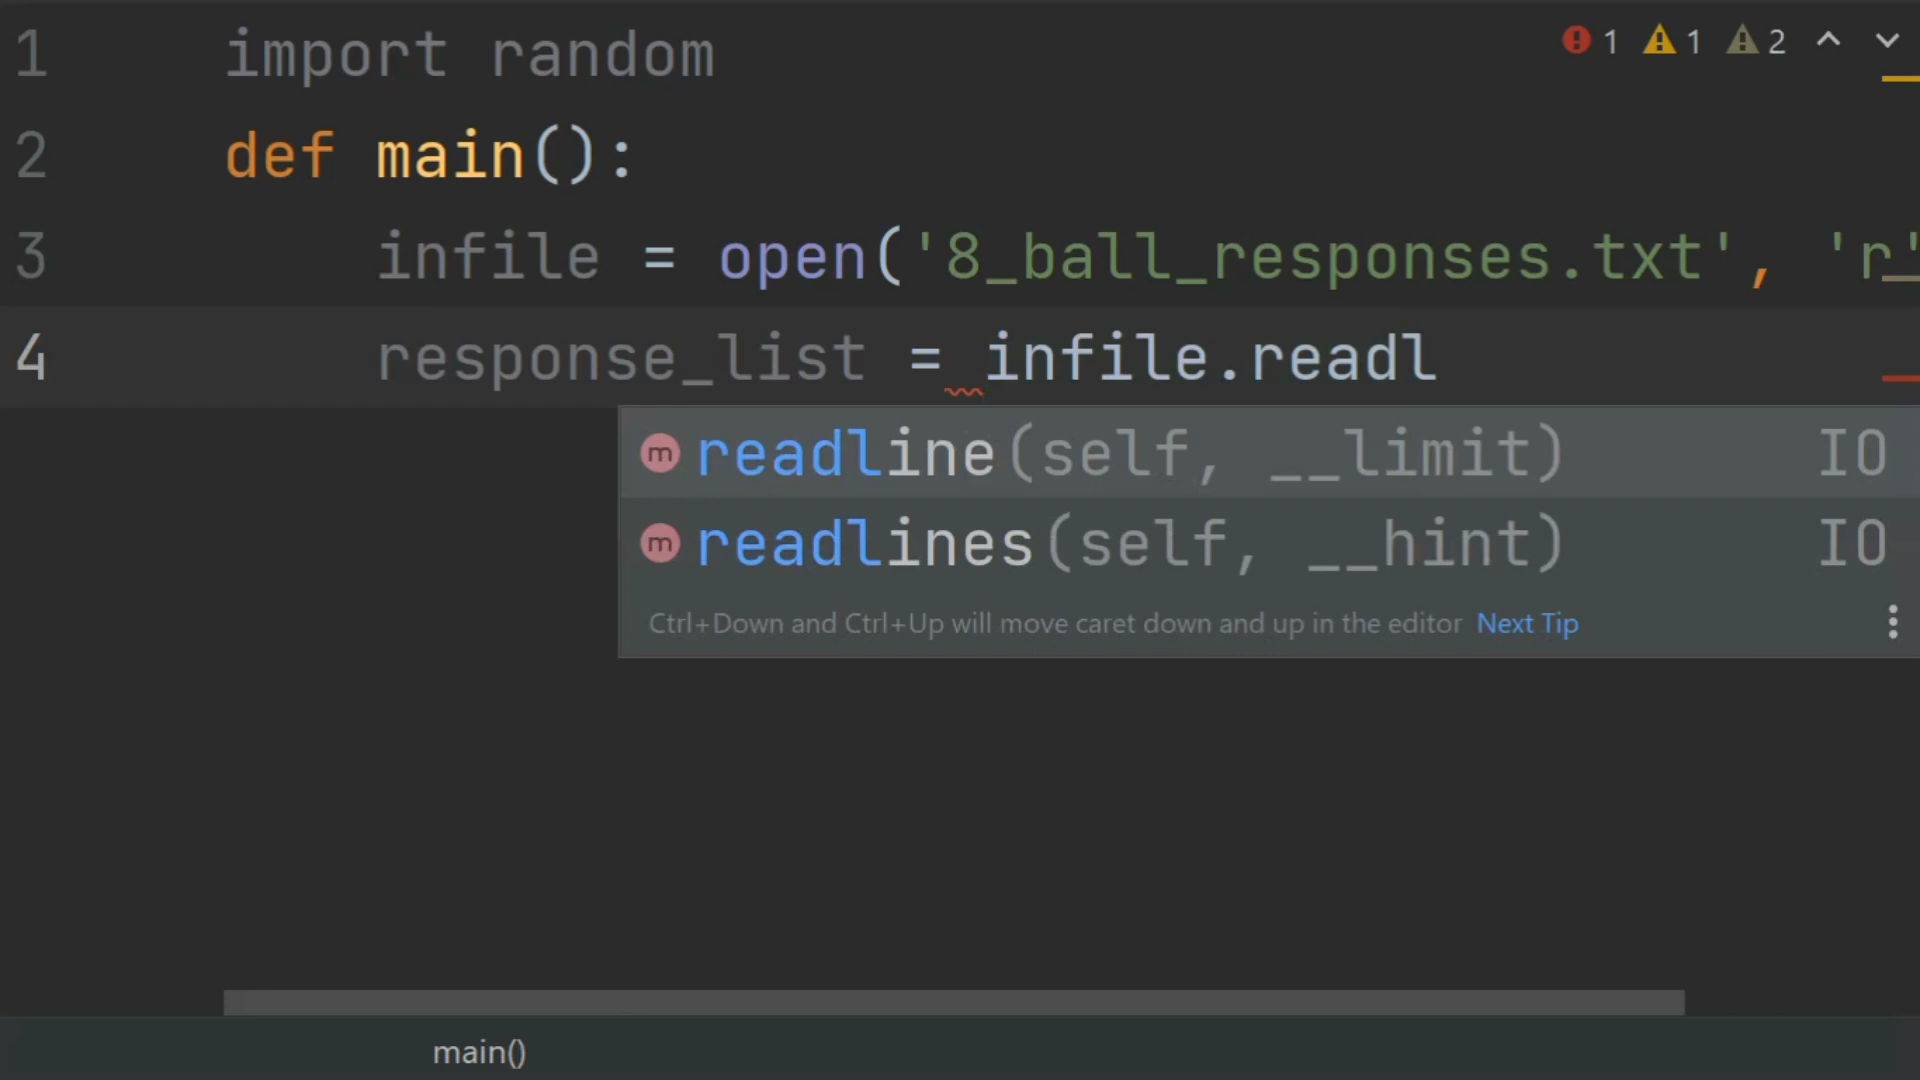 1 import random
2 def main():
3 infile = open('8_ball_responses.txt', 'r'
4 response_list = infile.readl
1 1 2
m readline(self, __limit) IO
m readlines(self, __hint) IO
Ctrl+Down and Ctrl+Up will move caret down and up in the editor Next Tip
main()